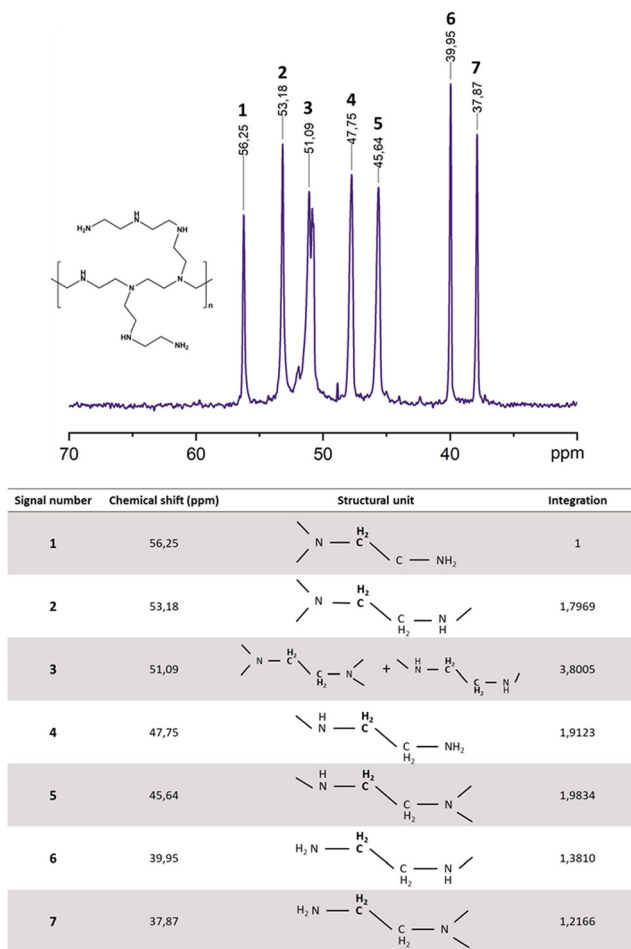 1
56,25
2
53,18
3
51,09
4
47,75
5
45,64
6
39,95
7
37,87
H₂N
H
N
NH
H
N
N
N
n
NH
NH₂
70
60
50
40
ppm
Signal number Chemical shift (ppm) Structural unit Integration
1 56,25 N H₂ C C NH₂ 1
2 53,18 N H₂ C C H₂ N H 1,7969
3 51,09 N H₂ C C H₂ N + H N H₂ C C H₂ N H 3,8005
4 47,75 H N H₂ C C H₂ NH₂ 1,9123
5 45,64 H N H₂ C C H₂ N 1,9834
6 39,95 H₂N H₂ C C H₂ N H 1,3810
7 37,87 H₂N H₂ C C H₂ N 1,2166